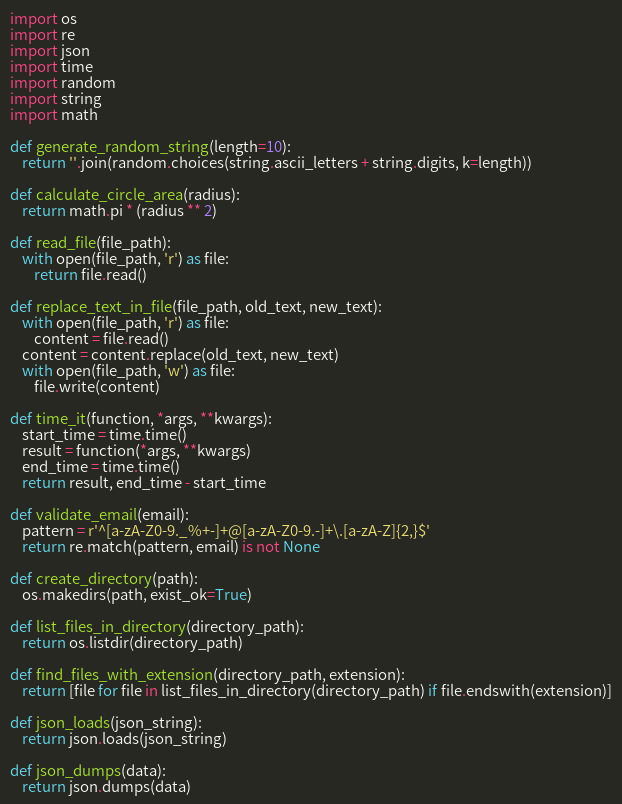 import os
import re
import json
import time
import random
import string
import math

def generate_random_string(length=10):
    return ''.join(random.choices(string.ascii_letters + string.digits, k=length))

def calculate_circle_area(radius):
    return math.pi * (radius ** 2)

def read_file(file_path):
    with open(file_path, 'r') as file:
        return file.read()

def replace_text_in_file(file_path, old_text, new_text):
    with open(file_path, 'r') as file:
        content = file.read()
    content = content.replace(old_text, new_text)
    with open(file_path, 'w') as file:
        file.write(content)

def time_it(function, *args, **kwargs):
    start_time = time.time()
    result = function(*args, **kwargs)
    end_time = time.time()
    return result, end_time - start_time

def validate_email(email):
    pattern = r'^[a-zA-Z0-9._%+-]+@[a-zA-Z0-9.-]+\.[a-zA-Z]{2,}$'
    return re.match(pattern, email) is not None

def create_directory(path):
    os.makedirs(path, exist_ok=True)

def list_files_in_directory(directory_path):
    return os.listdir(directory_path)

def find_files_with_extension(directory_path, extension):
    return [file for file in list_files_in_directory(directory_path) if file.endswith(extension)]

def json_loads(json_string):
    return json.loads(json_string)

def json_dumps(data):
    return json.dumps(data)